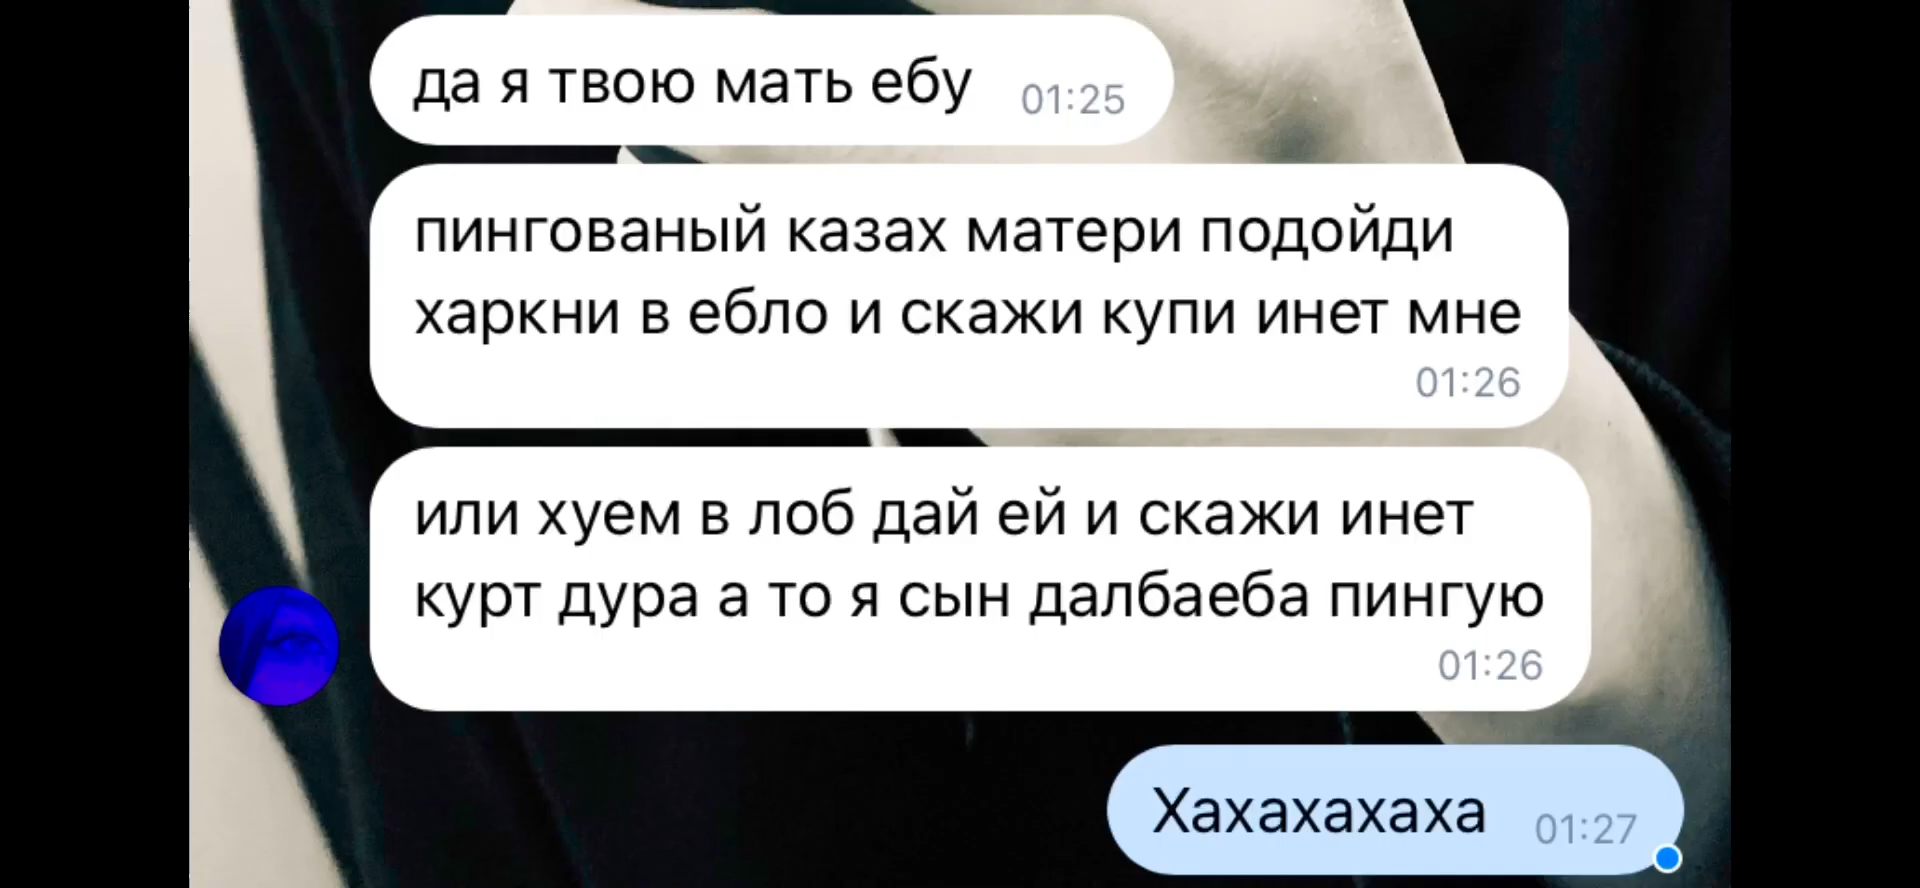 да я твою мать ебу 01:25
пингованый казах матери подойди
харкни в ебло и скажи купи инет мне
01:26
или хуем в лоб дай ей и скажи инет
курт дура а то я сын далбаеба пингую
01:26
Хахахахаха 01:27